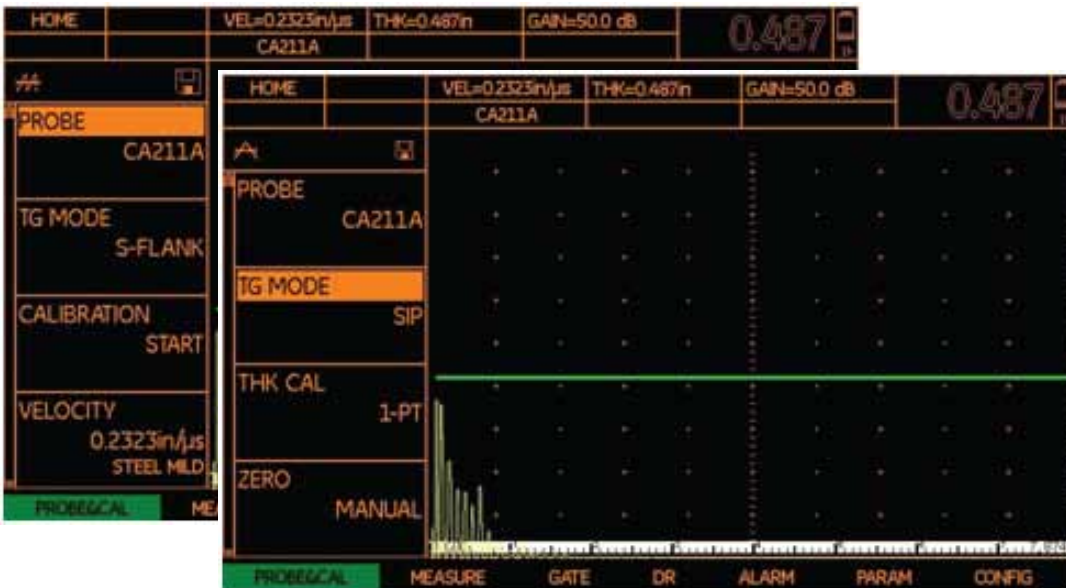 HOME
VEL=0.2323in/µs THK=0.487in GAIN=50.0 dB
0.487
CA211A
PROBE
CA211A
TG MODE
S-FLANK
CALIBRATION
START
VELOCITY
0.2323in/µs
STEEL MILD
PROBE&CAL
HOME
VEL=0.2323in/µs THK=0.487in GAIN=50.0 dB
0.487
CA211A
PROBE
CA211A
TG MODE
SIP
THK CAL
1-PT
ZERO
MANUAL
PROBE&CAL MEASURE GATE DR ALARM PARAM CONFIG